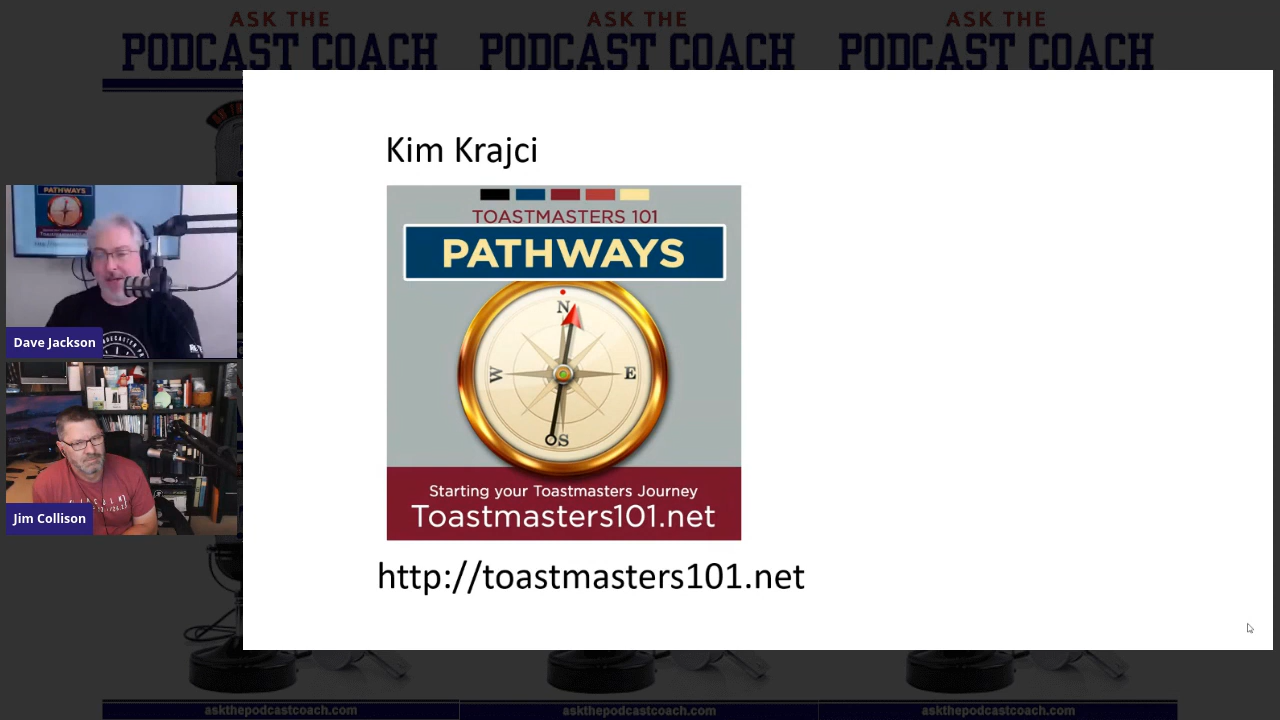 ASK THE
PODCAST COACH
ASK THE
PODCAST COACH
ASK THE
PODCAST COACH
Kim Krajci
TOASTMASTERS 101
PATHWAYS
N
W
E
S
Starting your Toastmasters Journey
Toastmasters101.net
http://toastmasters101.net
PATHWAYS
Dave Jackson
Jim Collison
askthepodcastcoach.com
askthepodcastcoach.com
askthepodcastcoach.com